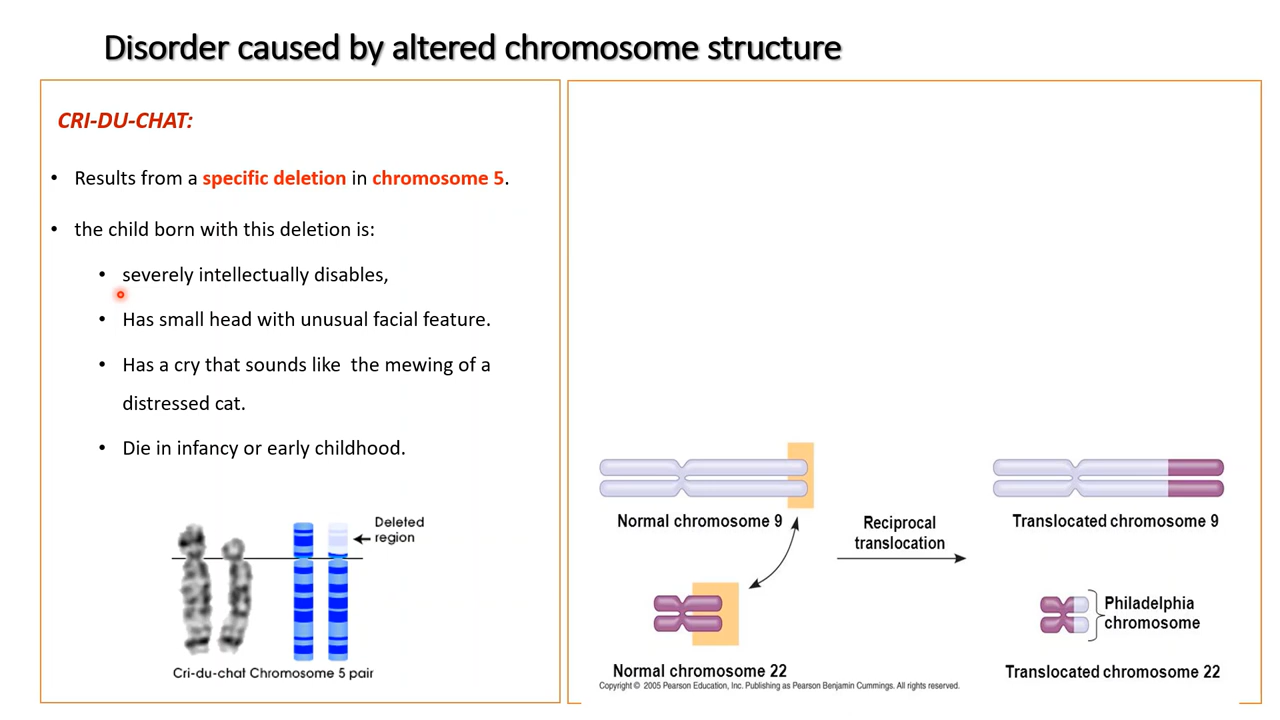 Disorder caused by altered chromosome structure
CRI-DU-CHAT:
• Results from a specific deletion in chromosome 5.
• the child born with this deletion is:
• severely intellectually disables,
• Has small head with unusual facial feature.
• Has a cry that sounds like the mewing of a
distressed cat.
• Die in infancy or early childhood.
Deleted
region
Cri-du-chat Chromosome 5 pair
Normal chromosome 9
Reciprocal
translocation
Translocated chromosome 9
Philadelphia
chromosome
Normal chromosome 22
Translocated chromosome 22
Copyright © 2005 Pearson Education, Inc. Publishing as Pearson Benjamin Cummings. All rights reserved.